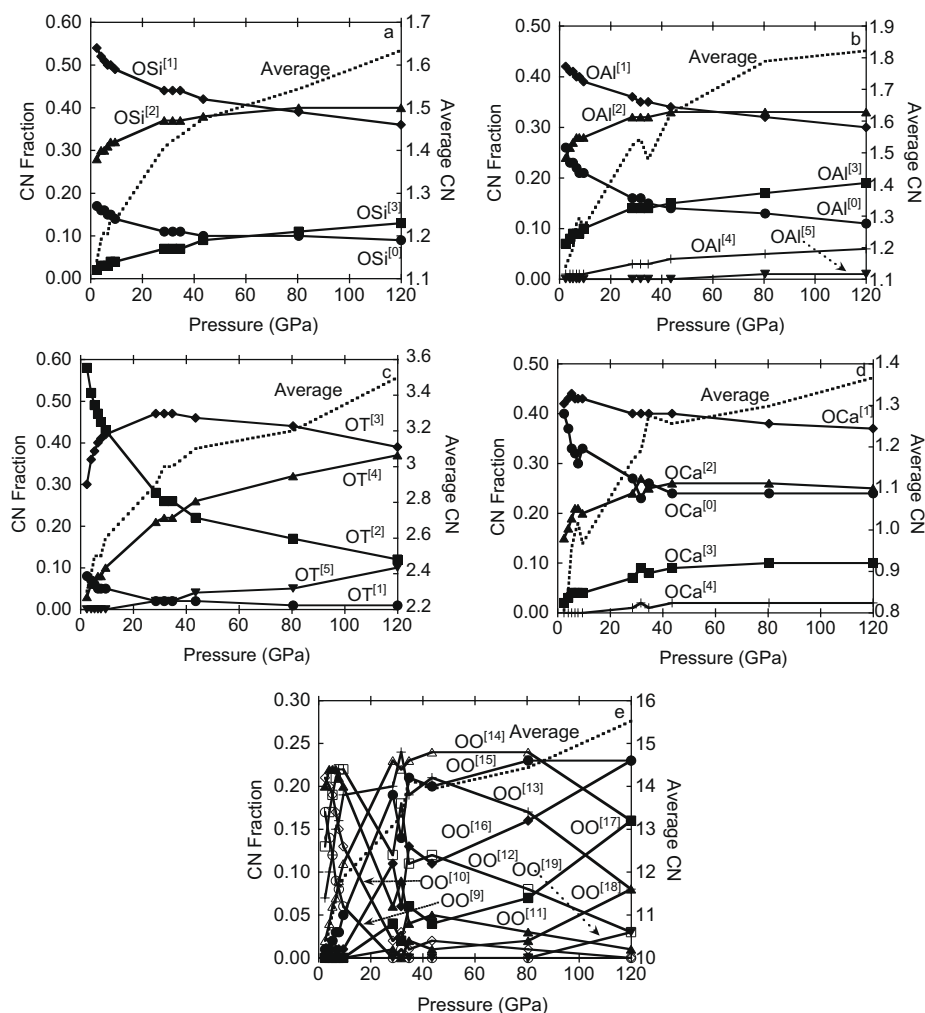 0.60
0.50
0.40
0.30
0.20
0.10
0.00
CN Fraction
a
OSi[1]
Average
OSi[2]
OSi[3]
OSi[0]
1.7
1.6
1.5
1.4
1.3
1.2
1.1
Average CN
0 20 40 60 80 100 120
Pressure (GPa)
0.50
0.40
0.30
0.20
0.10
0.00
CN Fraction
b
OAl[1]
Average
OAl[2]
OAl[3]
OAl[0]
OAl[4]
OAl[5]
1.9
1.8
1.7
1.6
1.5
1.4
1.3
1.2
1.1
Average CN
0 20 40 60 80 100 120
Pressure (GPa)
0.60
0.50
0.40
0.30
0.20
0.10
0.00
CN Fraction
c
Average
OT[3]
OT[4]
OT[2]
OT[5]
OT[1]
3.6
3.4
3.2
3
2.8
2.6
2.4
2.2
Average CN
0 20 40 60 80 100 120
Pressure (GPa)
0.50
0.40
0.30
0.20
0.10
0.00
CN Fraction
d
Average
OCa[1]
OCa[2]
OCa[0]
OCa[3]
OCa[4]
1.4
1.3
1.2
1.1
1.0
0.9
0.8
Average CN
0 20 40 60 80 100 120
Pressure (GPa)
0.30
0.25
0.20
0.15
0.10
0.05
0.00
CN Fraction
e
Average
OO[14]
OO[15]
OO[13]
OO[16]
OO[17]
OO[12]
OO[19]
OO[10]
OO[18]
OO[9]
OO[11]
16
15
14
13
12
11
10
Average CN
0 20 40 60 80 100 120
Pressure (GPa)